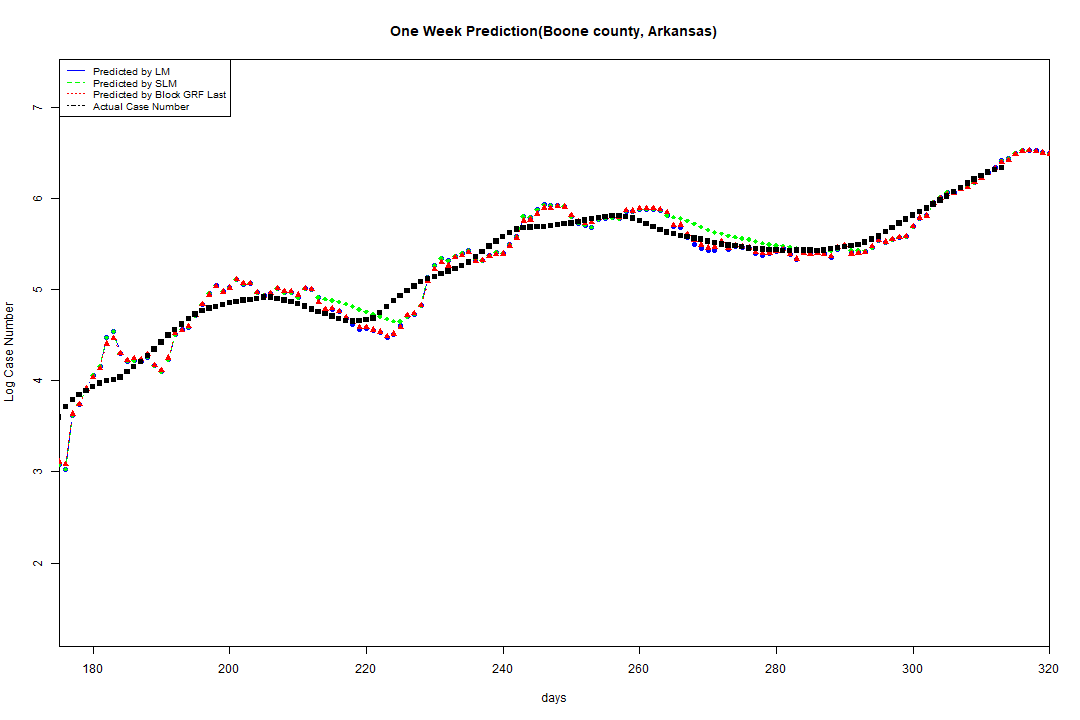 One Week Prediction(Boone county, Arkansas)
Predicted by LM
Predicted by SLM
Predicted by Block GRF Last
Actual Case Number
7
6
5
4
3
2
Log Case Number
180 200 220 240 260 280 300 320
days